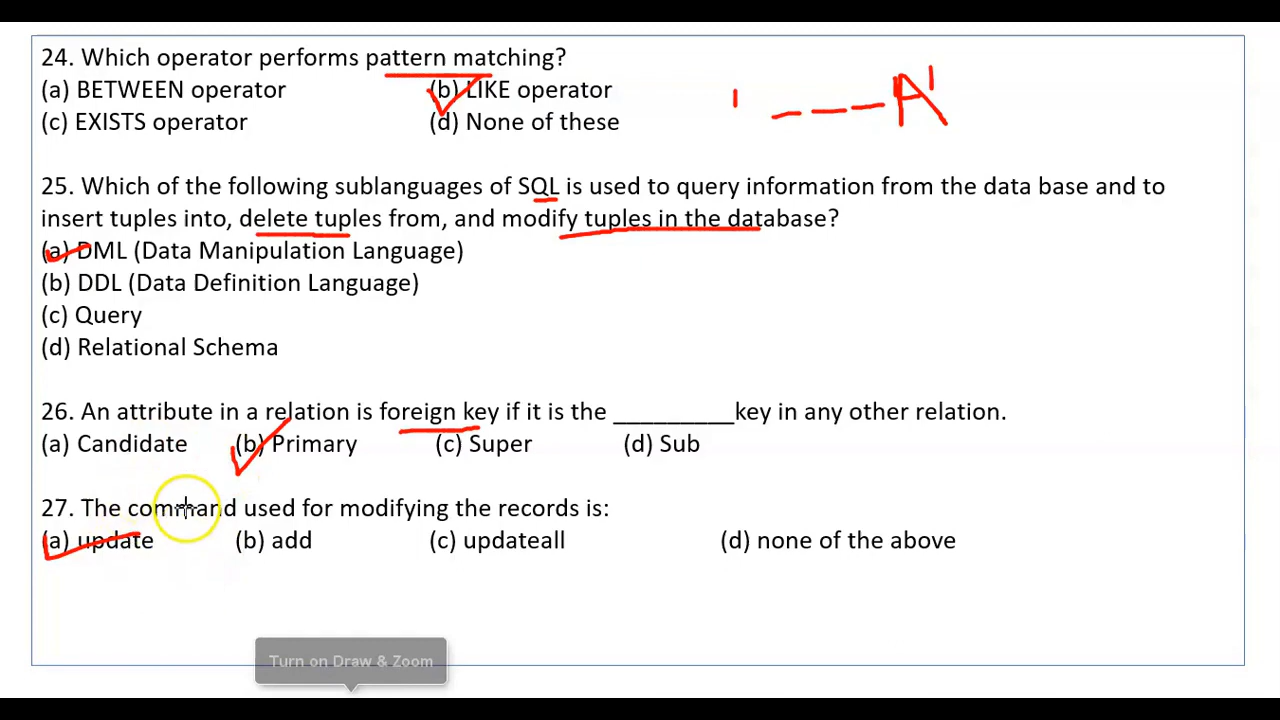 24. Which operator performs pattern matching?
(a) BETWEEN operator (b) LIKE operator
(c) EXISTS operator (d) None of these
' _ _ _ A'
25. Which of the following sublanguages of SQL is used to query information from the data base and to
insert tuples into, delete tuples from, and modify tuples in the database?
(a) DML (Data Manipulation Language)
(b) DDL (Data Definition Language)
(c) Query
(d) Relational Schema
26. An attribute in a relation is foreign key if it is the _________key in any other relation.
(a) Candidate (b) Primary (c) Super (d) Sub
27. The command used for modifying the records is:
(a) update (b) add (c) updateall (d) none of the above
Turn on Draw & Zoom